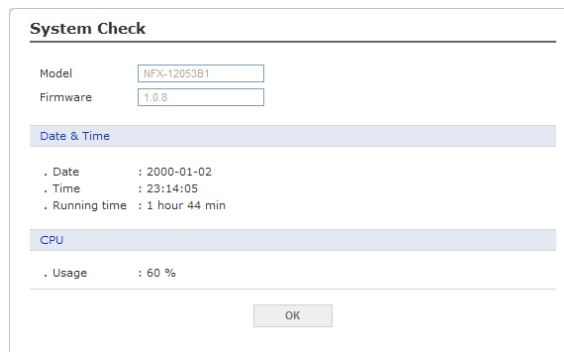 System Check
Model NFX-12053B1
Firmware 1.0.8
Date & Time
. Date : 2000-01-02
. Time : 23:14:05
. Running time : 1 hour 44 min
CPU
. Usage : 60 %
OK